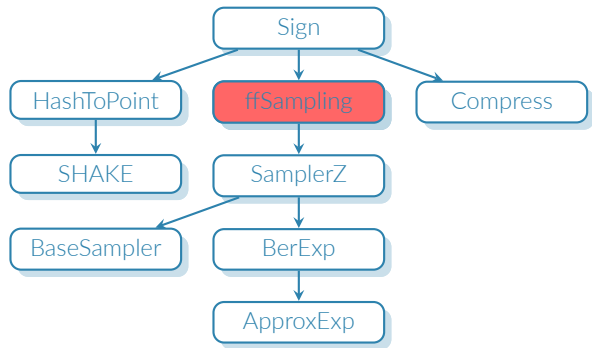 Sign
HashToPoint
ffSampling
Compress
SHAKE
SamplerZ
BaseSampler
BerExp
ApproxExp